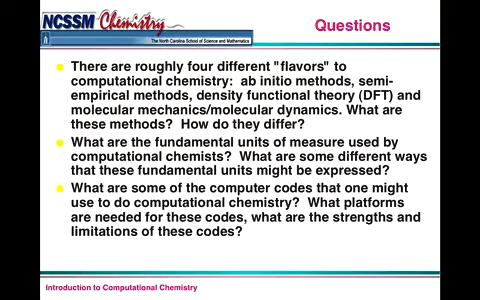 NCSSM Chemistry
The North Carolina School of Science and Mathematics
Questions
There are roughly four different "flavors" to
computational chemistry: ab initio methods, semi-
empirical methods, density functional theory (DFT) and
molecular mechanics/molecular dynamics. What are
these methods? How do they differ?
What are the fundamental units of measure used by
computational chemists? What are some different ways
that these fundamental units might be expressed?
What are some of the computer codes that one might
use to do computational chemistry? What platforms
are needed for these codes, what are the strengths and
limitations of these codes?
Introduction to Computational Chemistry